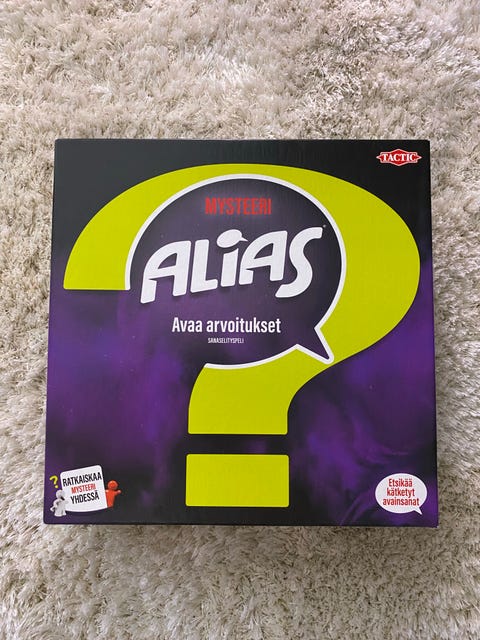 TACTIC
MYSTEERI
ALIAS
Avaa arvoitukset
SANASELITYSPELI
RATKAISKAA
MYSTEERI
YHDESSÄ
Etsikää
kätketyt
avainsanat